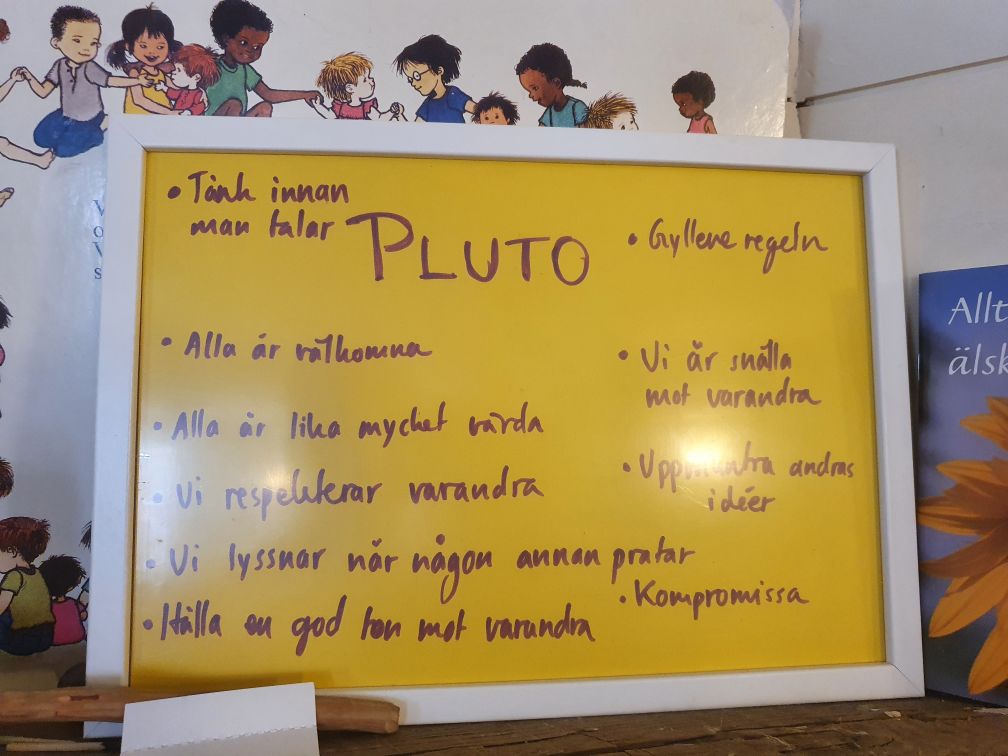 • Tänk innan
man talar
PLUTO
• Gyllene regeln
• Alla är välkomna
• Vi är snälla
mot varandra
• Alla är lika mycket värda
• Uppmuntra andras
idéer
• Vi respekterar varandra
• Vi lyssnar när någon annan pratar
• Kompromissa
• Hålla en god ton mot varandra
Allt
älsk